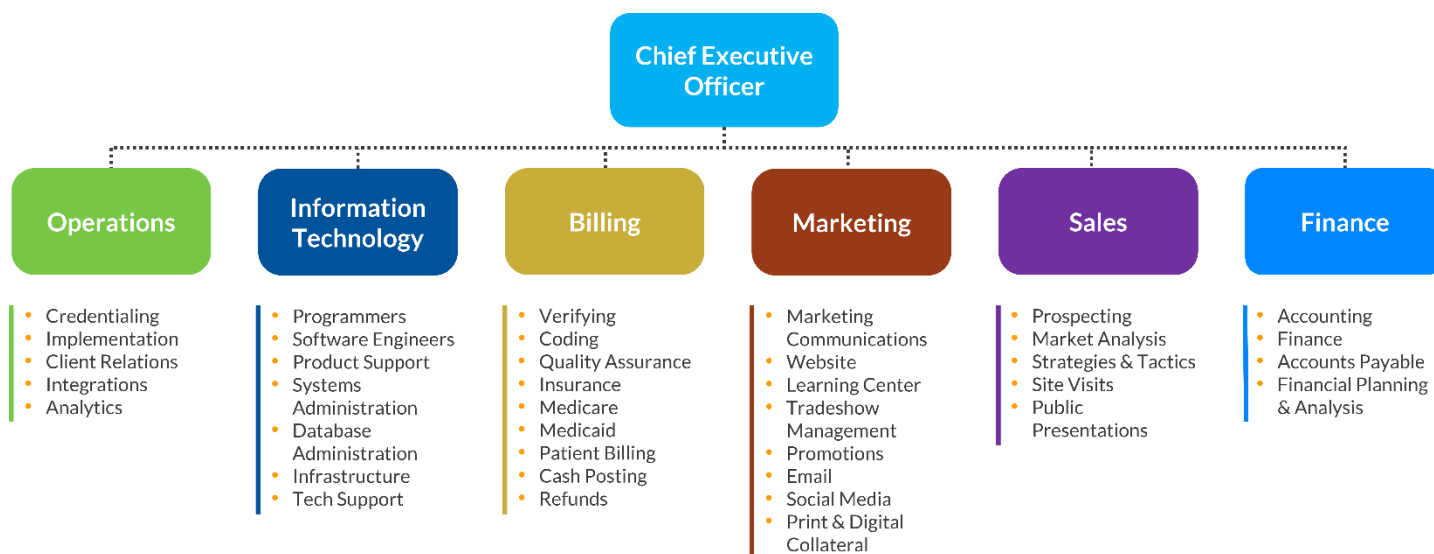 Chief Executive
Officer
Operations
Information
Technology
Billing
Marketing
Sales
Finance
• Credentialing
• Implementation
• Client Relations
• Integrations
• Analytics
• Programmers
• Software Engineers
• Product Support
• Systems
Administration
• Database
Administration
• Infrastructure
• Tech Support
• Verifying
• Coding
• Quality Assurance
• Insurance
• Medicare
• Medicaid
• Patient Billing
• Cash Posting
• Refunds
• Marketing
Communications
• Website
• Learning Center
• Tradeshow
Management
• Promotions
• Email
• Social Media
• Print & Digital
Collateral
• Prospecting
• Market Analysis
• Strategies & Tactics
• Site Visits
• Public
Presentations
• Accounting
• Finance
• Accounts Payable
• Financial Planning
& Analysis